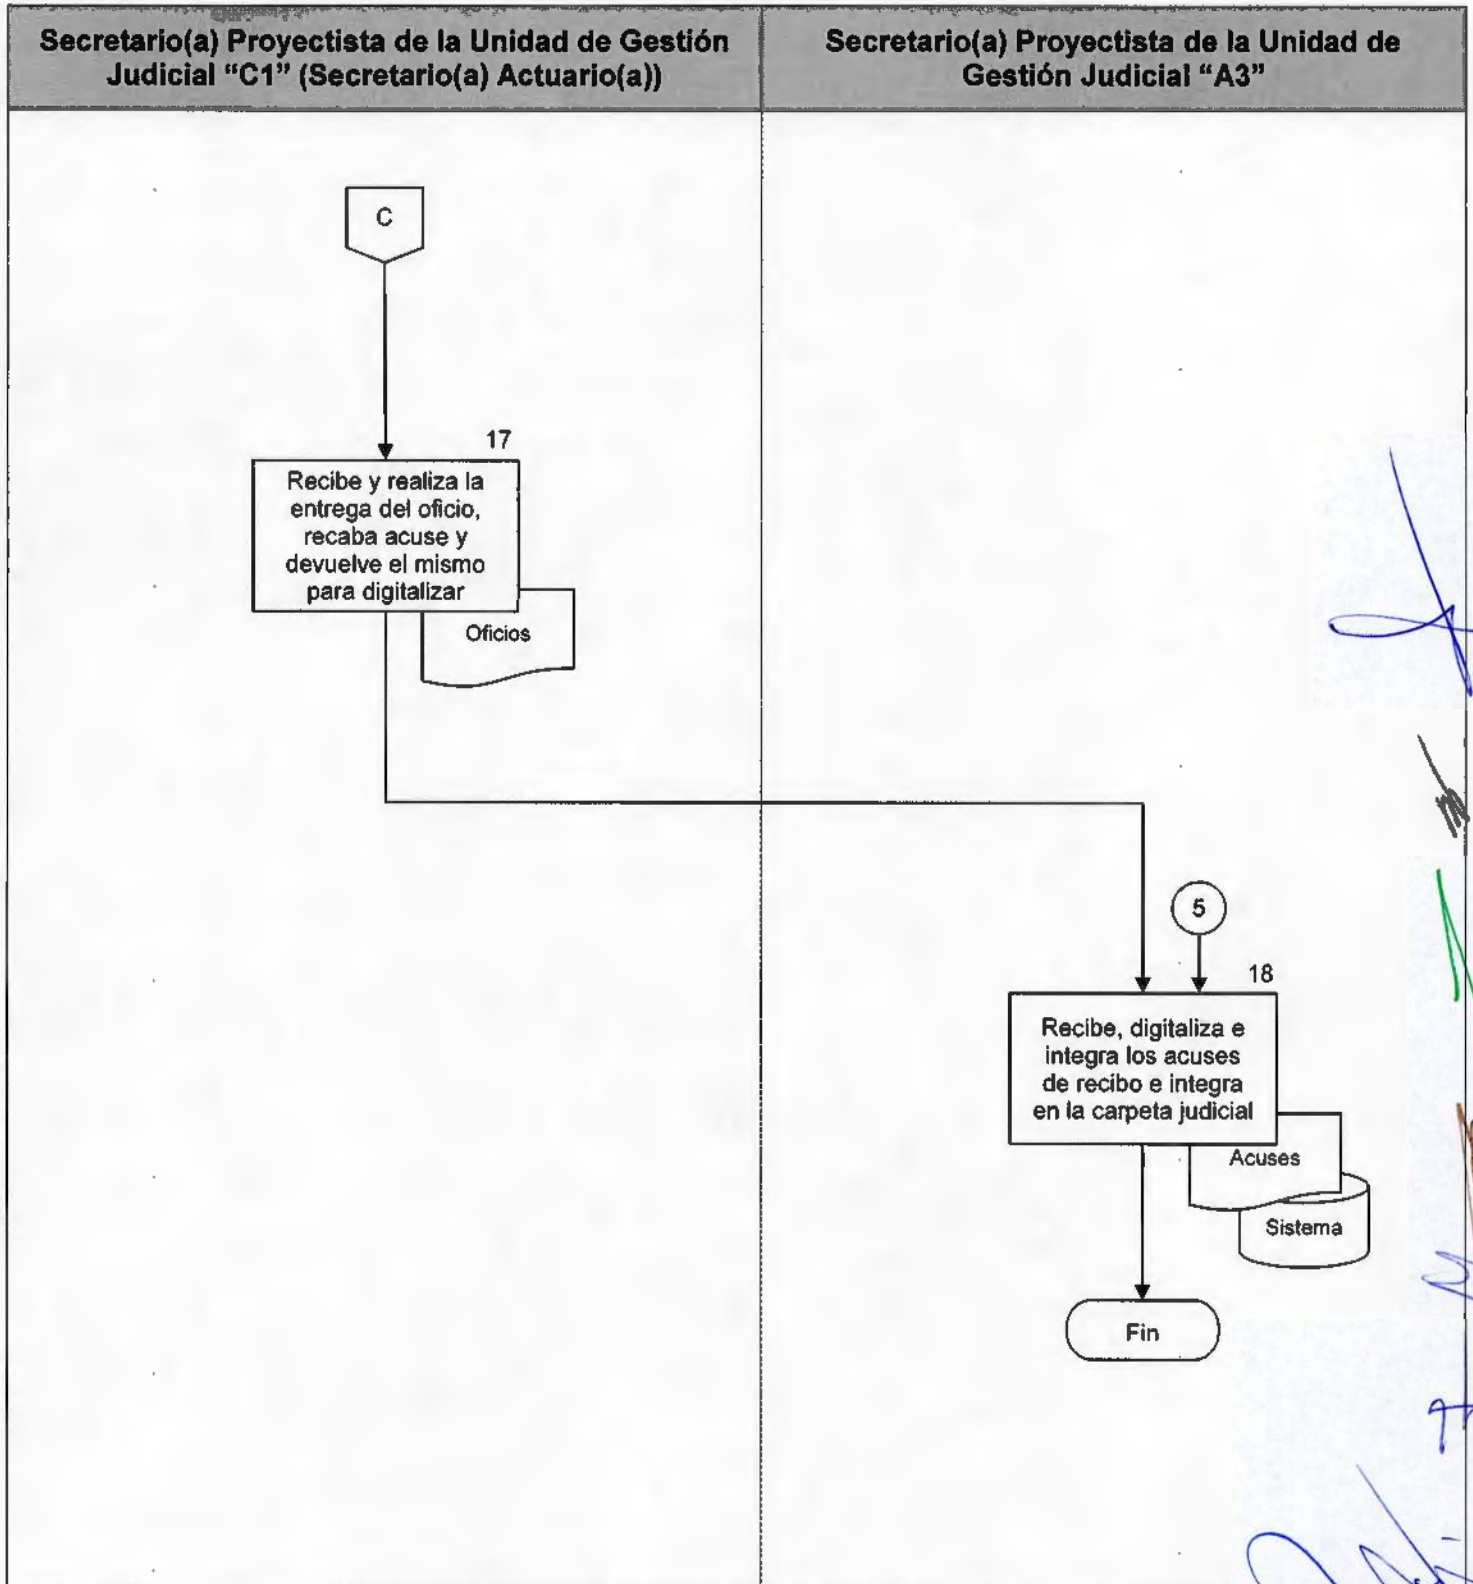 Secretario(a) Proyectista de la Unidad de Gestión
Judicial “C1” (Secretario(a) Actuario(a))
Secretario(a) Proyectista de la Unidad de
Gestión Judicial “A3”
C
17
Recibe y realiza la
entrega del oficio,
recaba acuse y
devuelve el mismo
para digitalizar
Oficios
5
18
Recibe, digitaliza e
integra los acuses
de recibo e integra
en la carpeta judicial
Acuses
Sistema
Fin